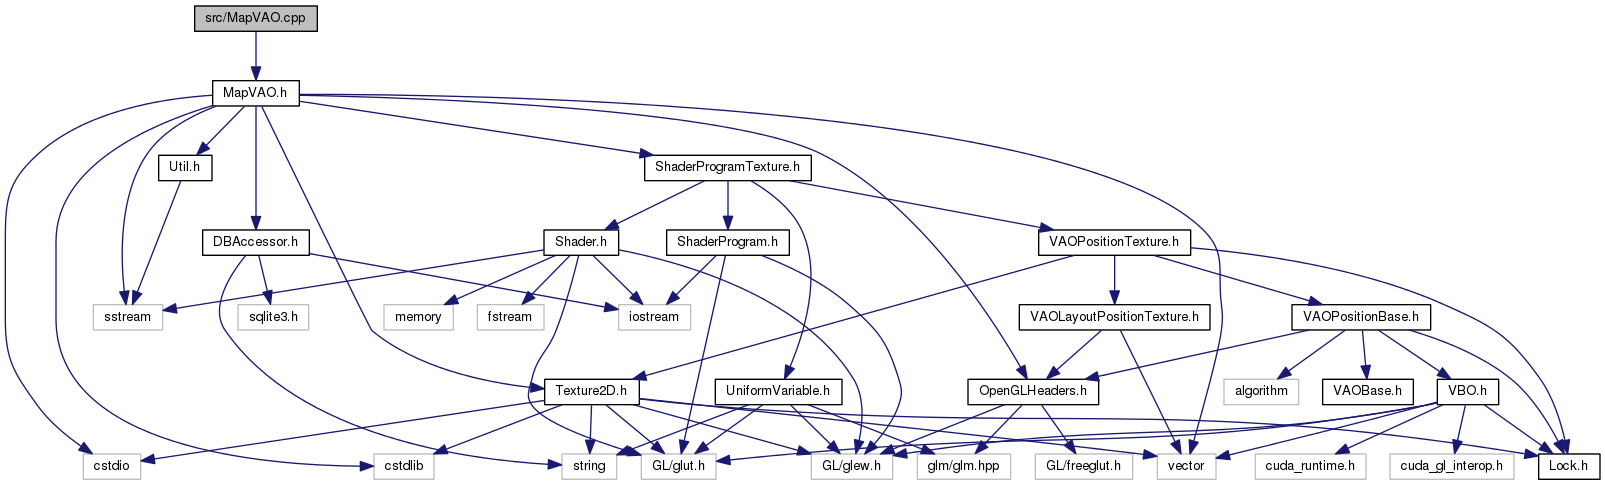 src/MapVAO.cpp
MapVAO.h
Util.h
ShaderProgramTexture.h
DBAccessor.h
Shader.h
ShaderProgram.h
VAOPositionTexture.h
sstream
sqlite3.h
memory
fstream
iostream
VAOLayoutPositionTexture.h
VAOPositionBase.h
Texture2D.h
UniformVariable.h
OpenGLHeaders.h
algorithm
VAOBase.h
VBO.h
cstdio
cstdlib
string
GL/glut.h
GL/glew.h
glm/glm.hpp
GL/freeglut.h
vector
cuda_runtime.h
cuda_gl_interop.h
Lock.h